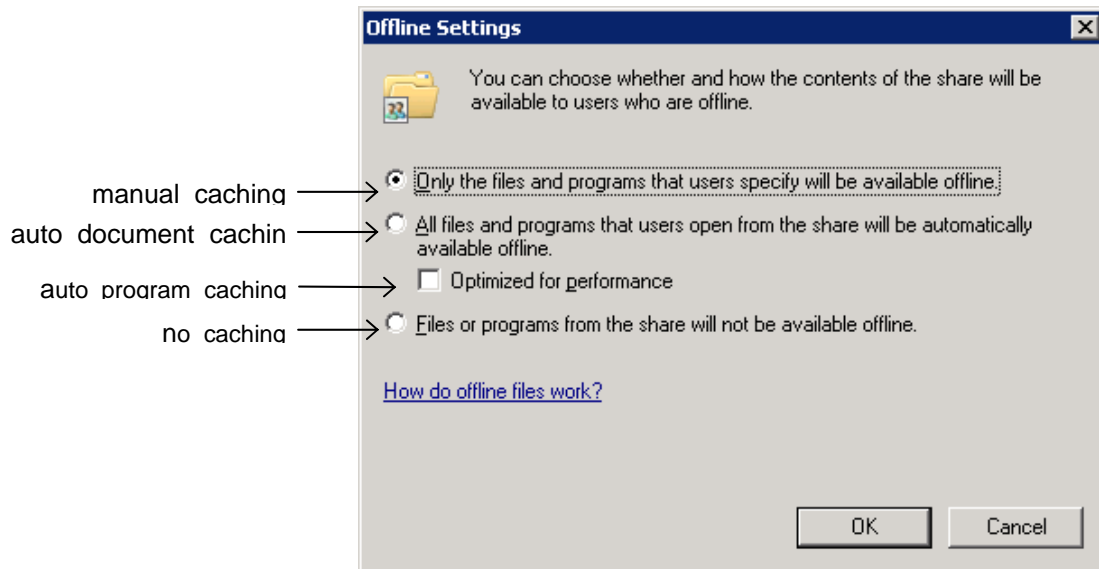 Offline Settings
You can choose whether and how the contents of the share will be
available to users who are offline.
manual caching
Only the files and programs that users specify will be available offline.
auto document cachin
All files and programs that users open from the share will be automatically
available offline.
auto program caching
Optimized for performance
no caching
Files or programs from the share will not be available offline.
How do offline files work?
OK
Cancel